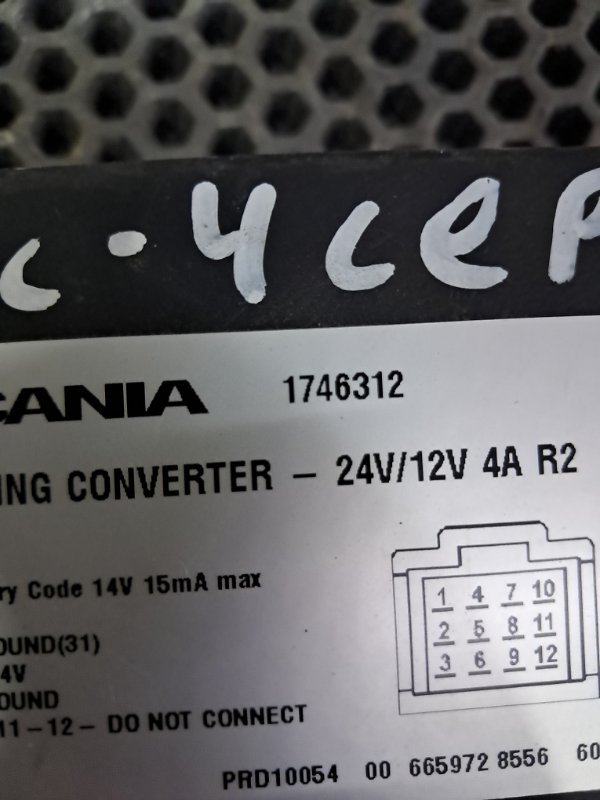 с-4 сер
CANIA 1746312
ING CONVERTER – 24V/12V 4A R2
ry Code 14V 15mA max
OUND(31)
4V
OUND
11-12- DO NOT CONNECT
1 4 7 10
2 5 8 11
3 6 9 12
PRD10054 00 665972 8556 60